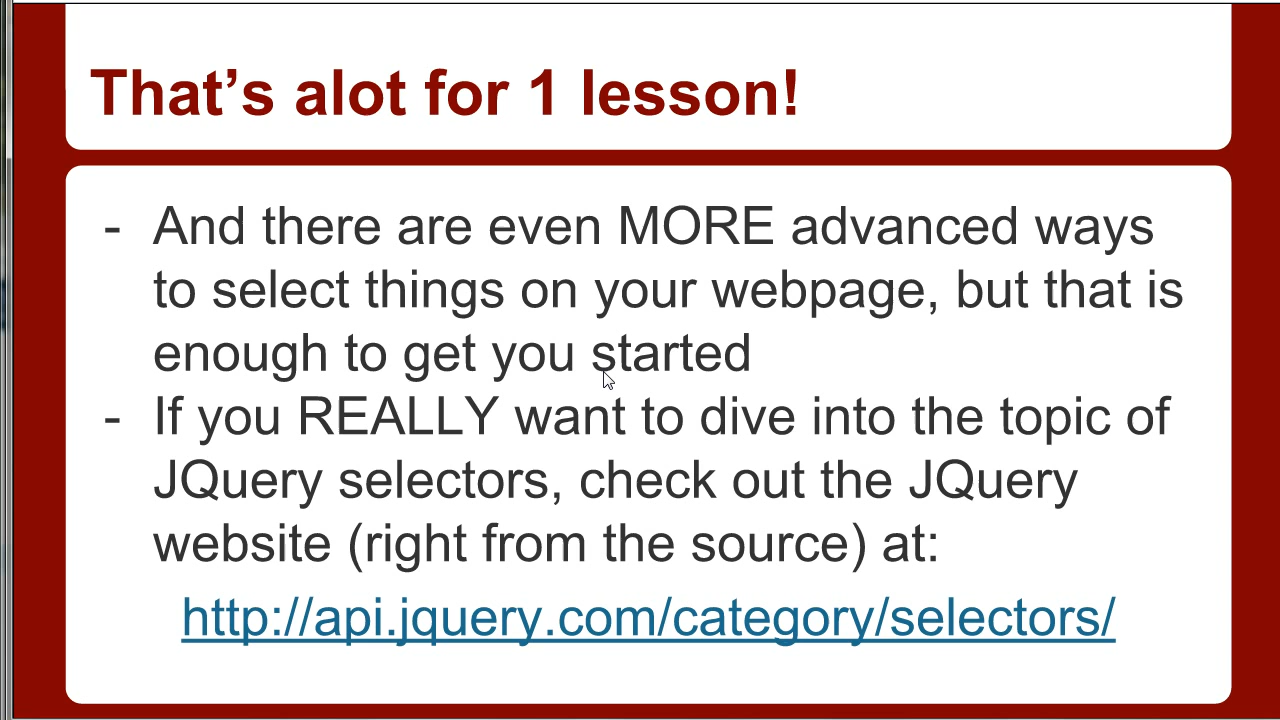 That’s alot for 1 lesson!
- And there are even MORE advanced ways
to select things on your webpage, but that is
enough to get you started
- If you REALLY want to dive into the topic of
JQuery selectors, check out the JQuery
website (right from the source) at:
http://api.jquery.com/category/selectors/